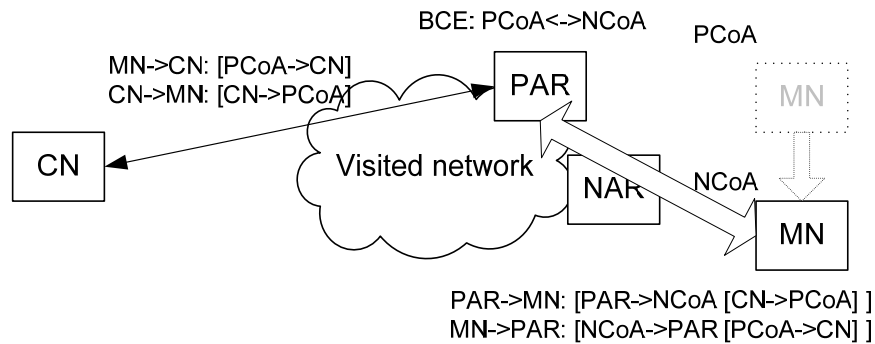 BCE: PCoA<->NCoA
PCoA
MN->CN: [PCoA->CN]
CN->MN: [CN->PCoA]
PAR
MN
CN
Visited network
NAR
NCoA
MN
PAR->MN: [PAR->NCoA [CN->PCoA] ]
MN->PAR: [NCoA->PAR [PCoA->CN] ]